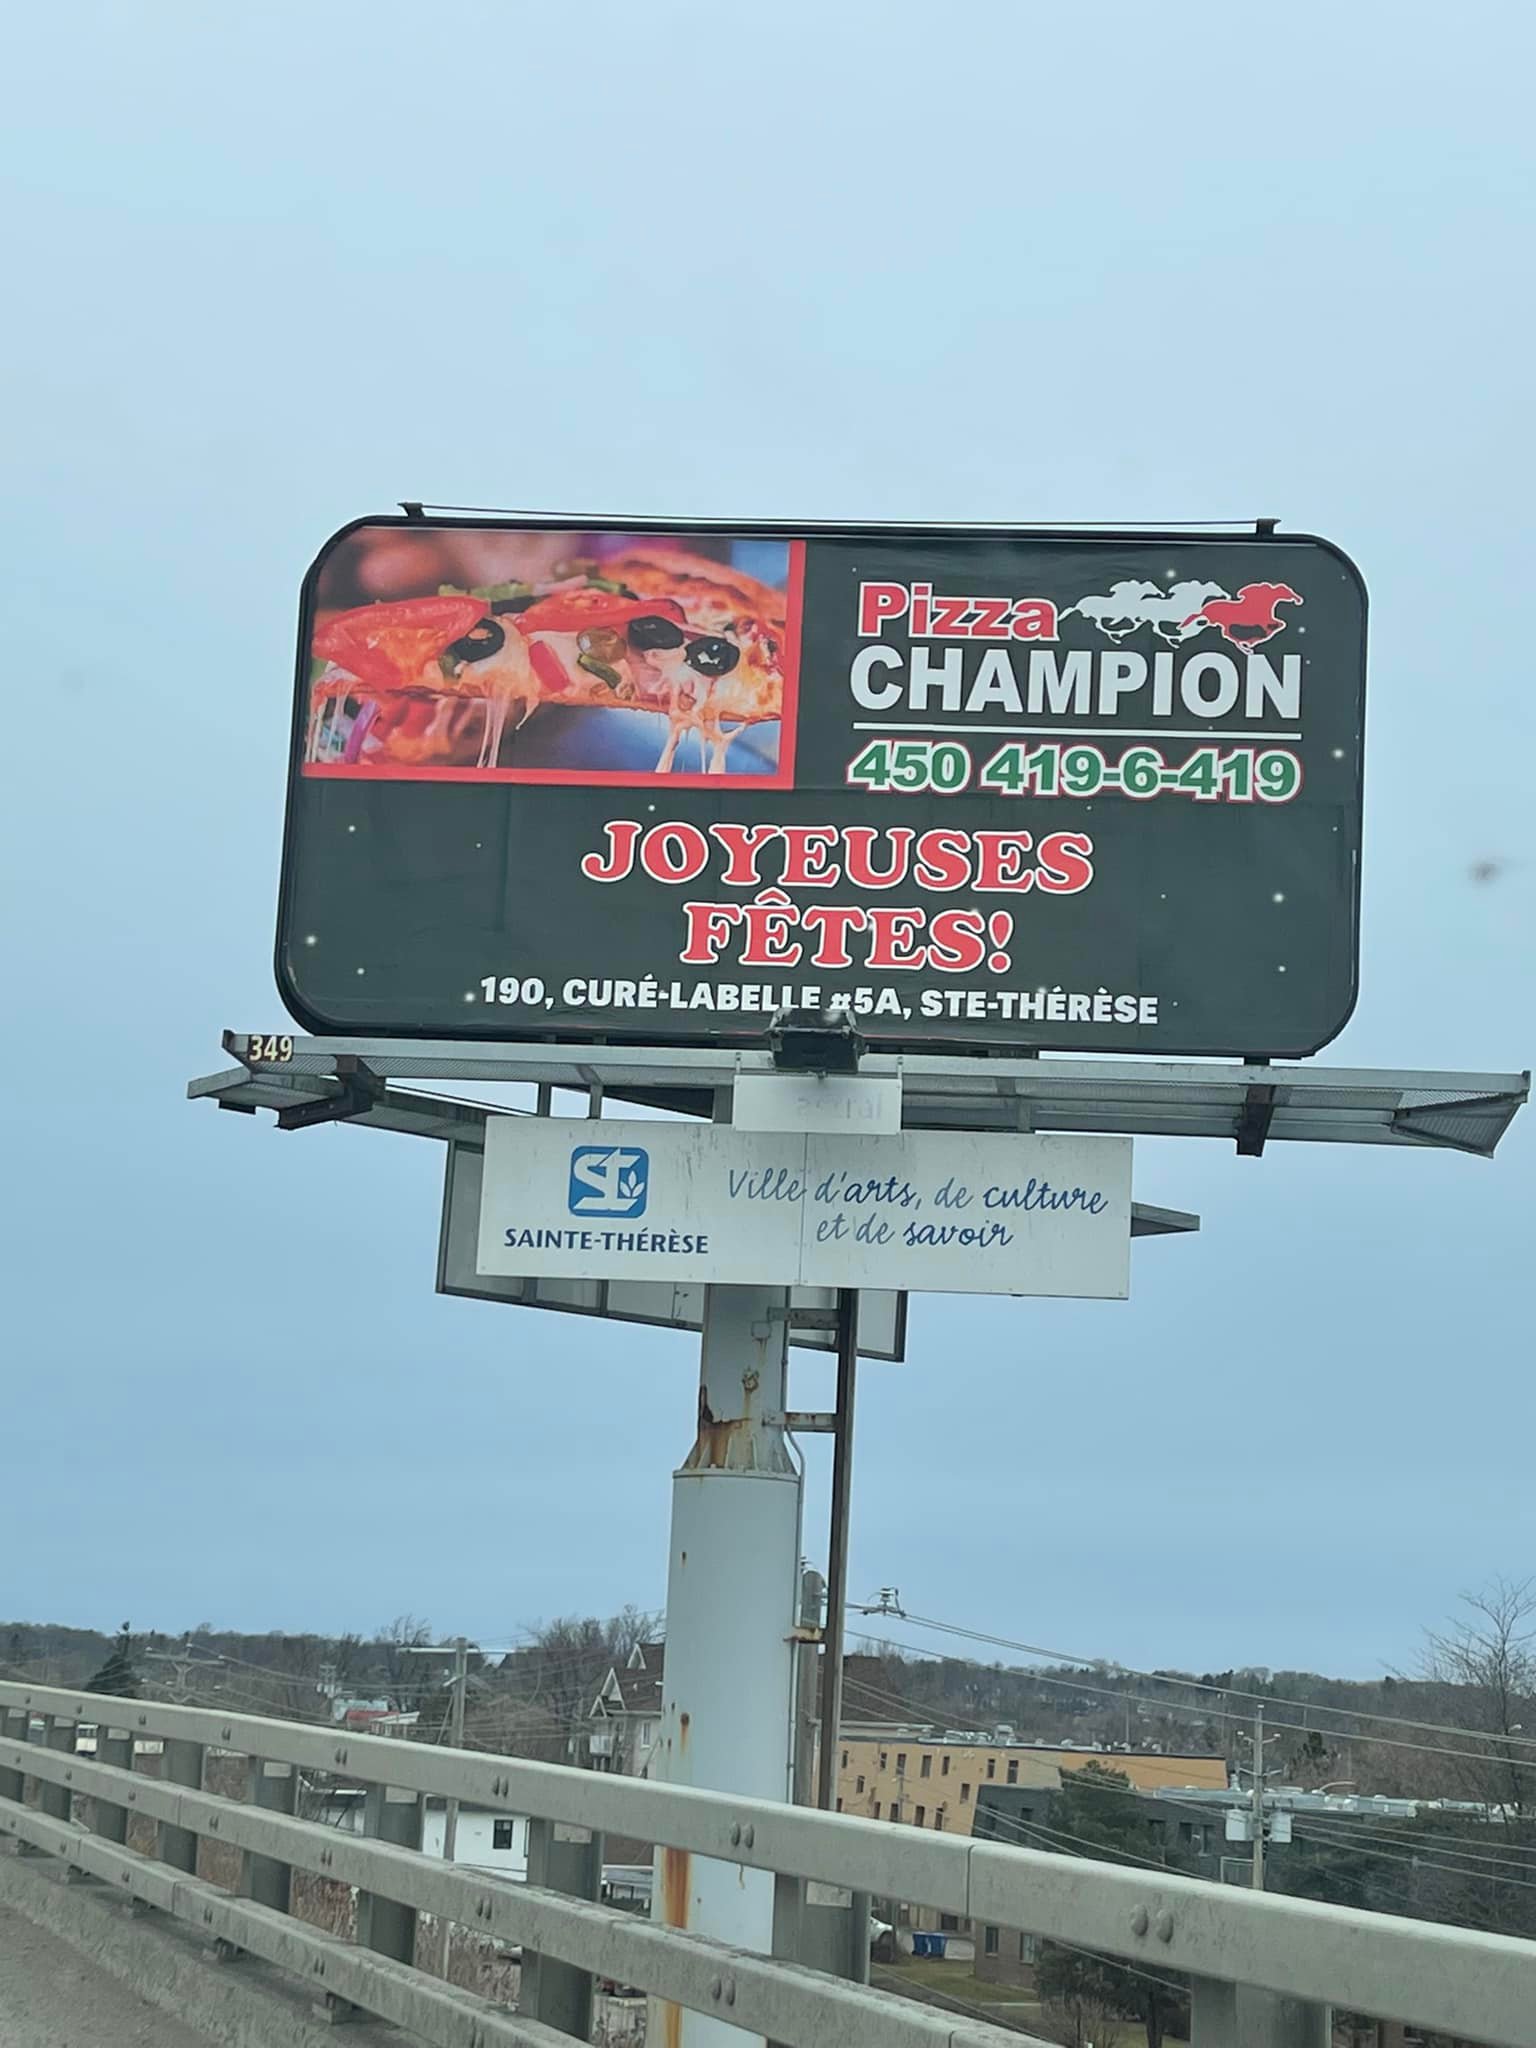 Pizza
CHAMPION
450 419-6-419
JOYEUSES
FÊTES!
190, CURÉ-LABELLE #5A, STE-THÉRÈSE
349
ST
SAINTE-THÉRÈSE
Ville d'arts, de culture
et de savoir